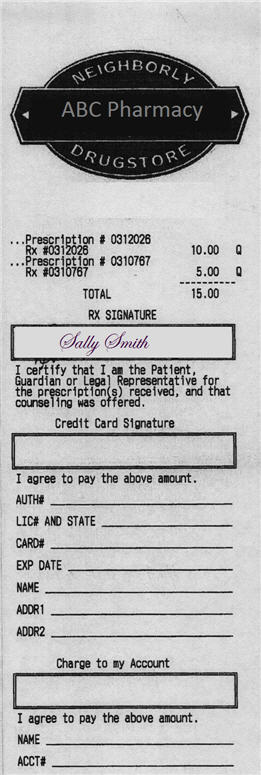 NEIGHBORLY
ABC Pharmacy
DRUGSTORE
...Prescription # 0312026
Rx #0312026 10.00 Q
...Prescription # 0310767
Rx #0310767 5.00 Q
TOTAL 15.00
RX SIGNATURE
Sally Smith
I certify that I am the Patient,
Guardian or Legal Representative for
the prescription(s) received, and that
counseling was offered.
Credit Card Signature
I agree to pay the above amount.
AUTH#
LIC# AND STATE
CARD#
EXP DATE
NAME
ADDR1
ADDR2
Charge to my Account
I agree to pay the above amount.
NAME
ACCT#